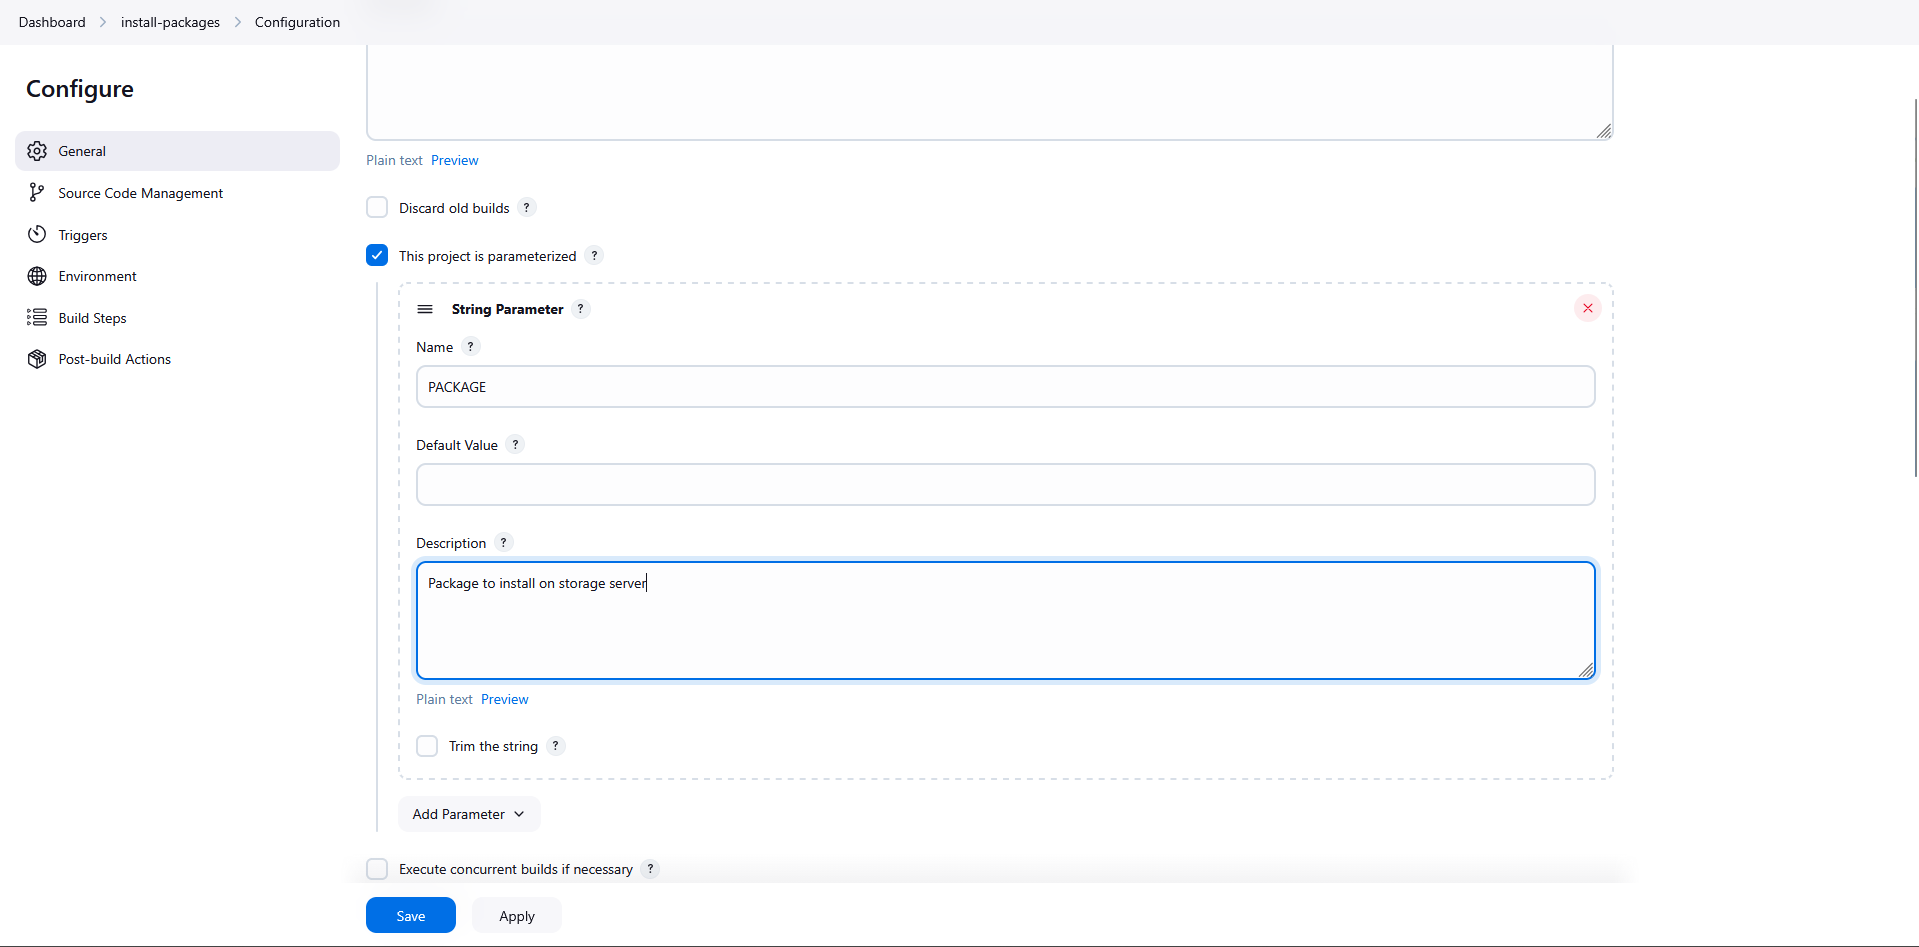 Dashboard > install-packages > Configuration
Configure
General
Source Code Management
Triggers
Environment
Build Steps
Post-build Actions
Plain text Preview
Discard old builds ?
This project is parameterized ?
String Parameter ?
Name ?
PACKAGE
Default Value ?
Description ?
Package to install on storage server
Plain text Preview
Trim the string ?
Add Parameter
Execute concurrent builds if necessary ?
Save Apply